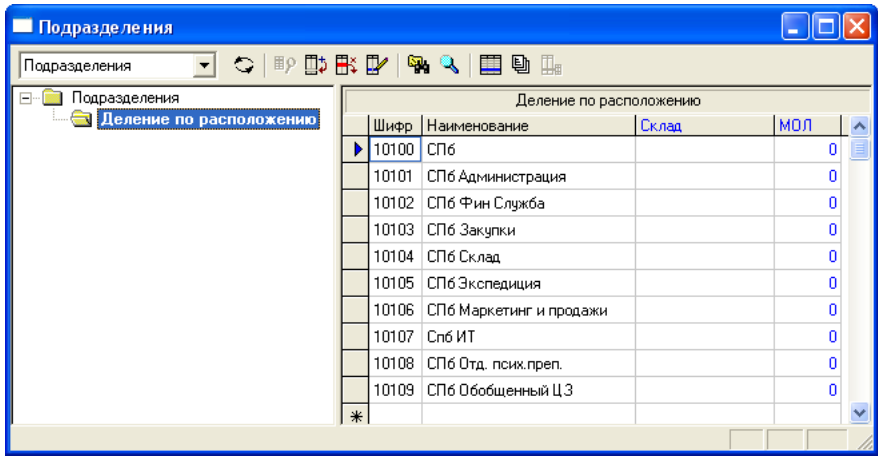 Подразделения
Подразделения
Подразделения
Деление по расположению
Деление по расположению
Шифр Наименование Склад МОЛ
10100 СПб 0
10101 СПб Администрация 0
10102 СПб Фин Служба 0
10103 СПб Закупки 0
10104 СПб Склад 0
10105 СПб Экспедиция 0
10106 СПб Маркетинг и продажи 0
10107 Спб ИТ 0
10108 СПб Отд. псих.преп. 0
10109 СПб Обобщенный ЦЗ 0